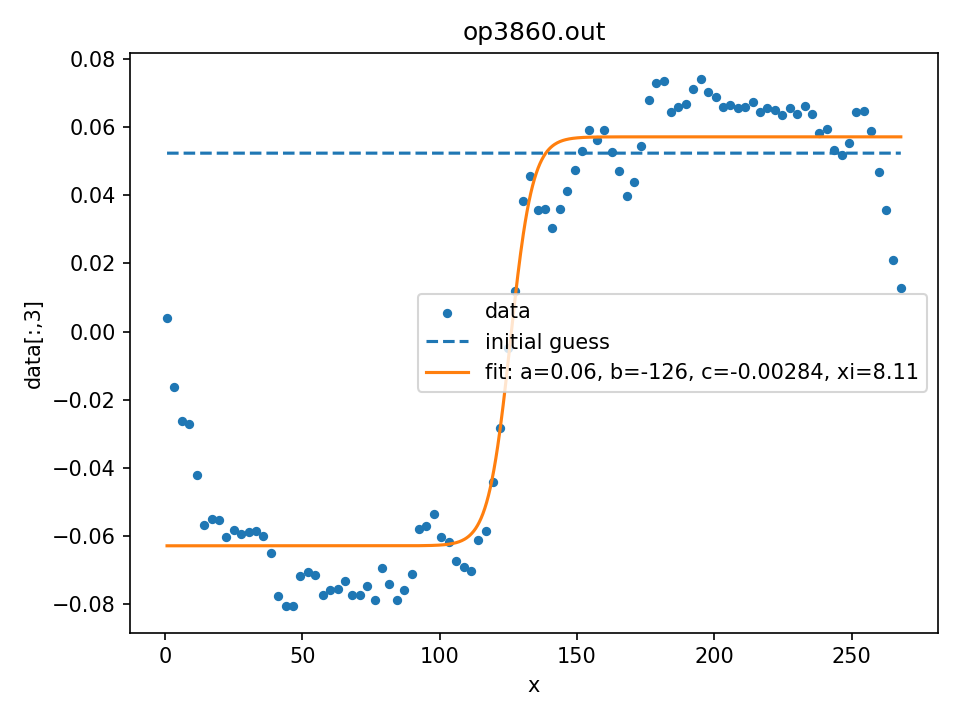 op3860.out
0.08
0.06
0.04
0.02
0.00
−0.02
−0.04
−0.06
−0.08
data[:,3]
data
initial guess
fit: a=0.06, b=-126, c=-0.00284, xi=8.11
0 50 100 150 200 250
x